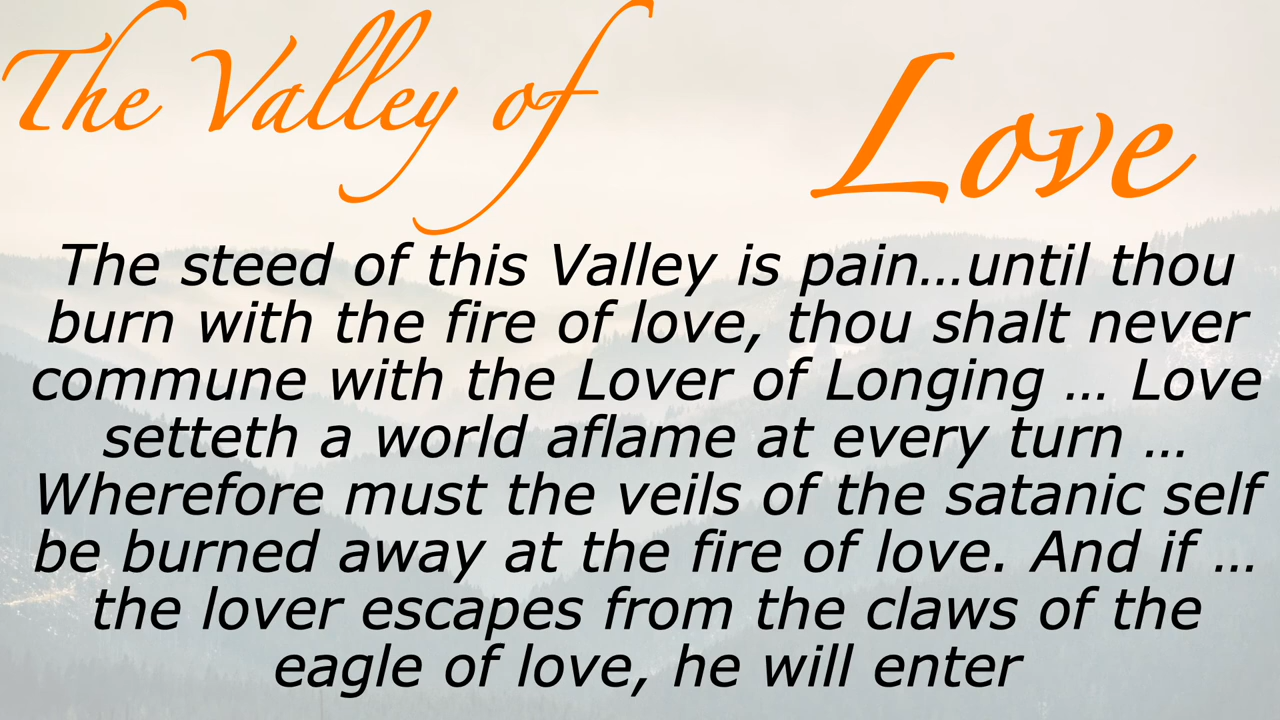 The Valley of Love
The steed of this Valley is pain…until thou
burn with the fire of love, thou shalt never
commune with the Lover of Longing … Love
setteth a world aflame at every turn …
Wherefore must the veils of the satanic self
be burned away at the fire of love. And if …
the lover escapes from the claws of the
eagle of love, he will enter